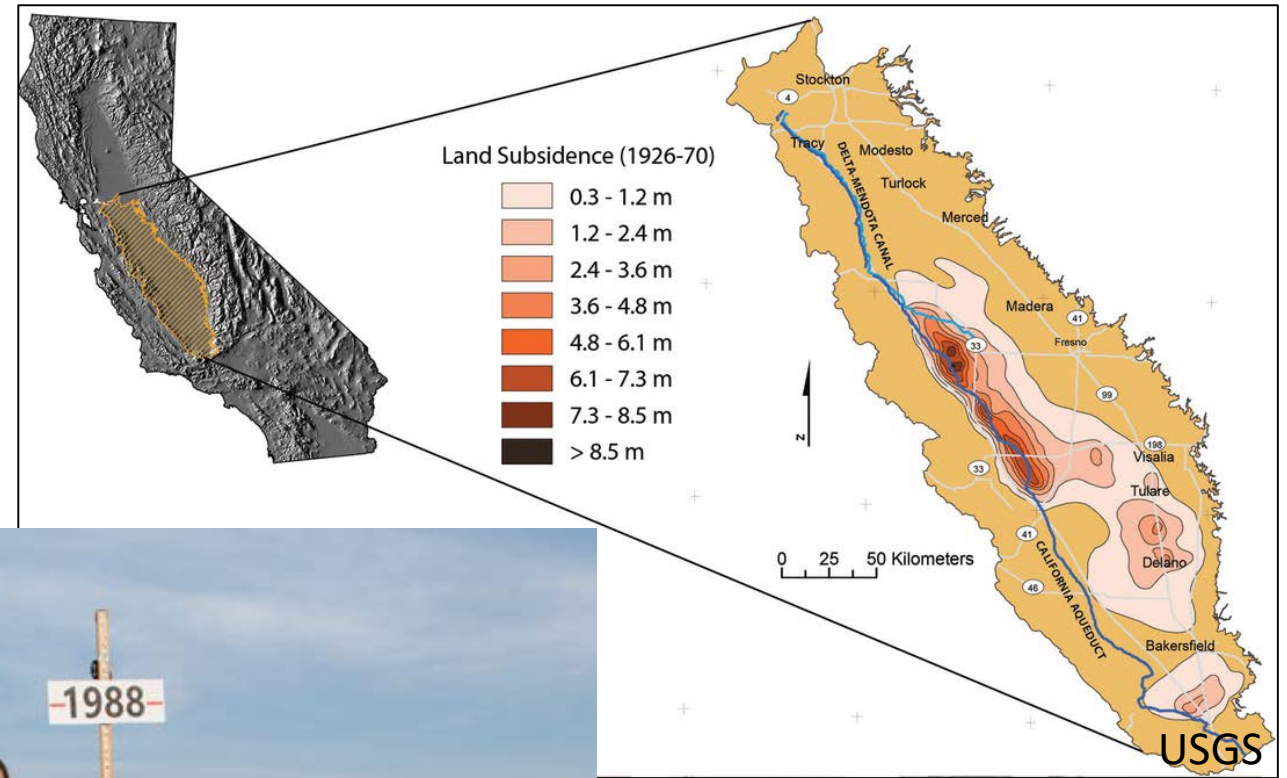 Land Subsidence (1926-70)
0.3 - 1.2 m
1.2 - 2.4 m
2.4 - 3.6 m
3.6 - 4.8 m
4.8 - 6.1 m
6.1 - 7.3 m
7.3 - 8.5 m
> 8.5 m
Stockton
4
Tracy
DELTA-MENDOTA CANAL
Modesto
Turlock
Merced
Madera
41
33
Fresno
99
198
33
Visalia
Tulare
41
Delano
46
CALIFORNIA AQUEDUCT
Bakersfield
N
0 25 50 Kilometers
USGS
1988